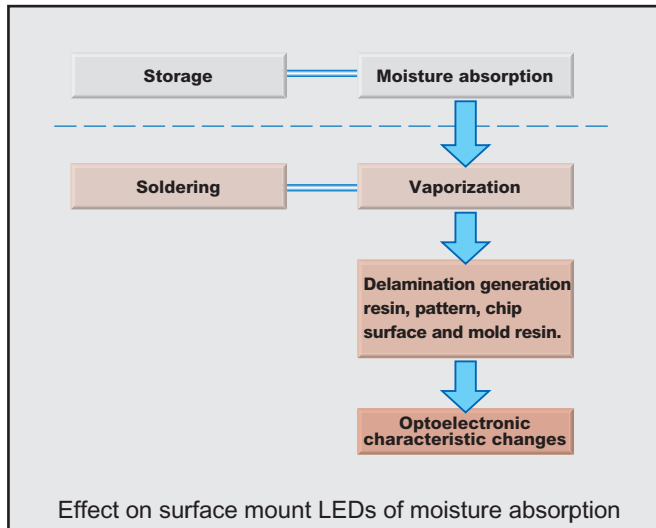 Storage
Moisture absorption
Soldering
Vaporization
Delamination generation
resin, pattern, chip
surface and mold resin.
Optoelectronic
characteristic changes
Effect on surface mount LEDs of moisture absorption